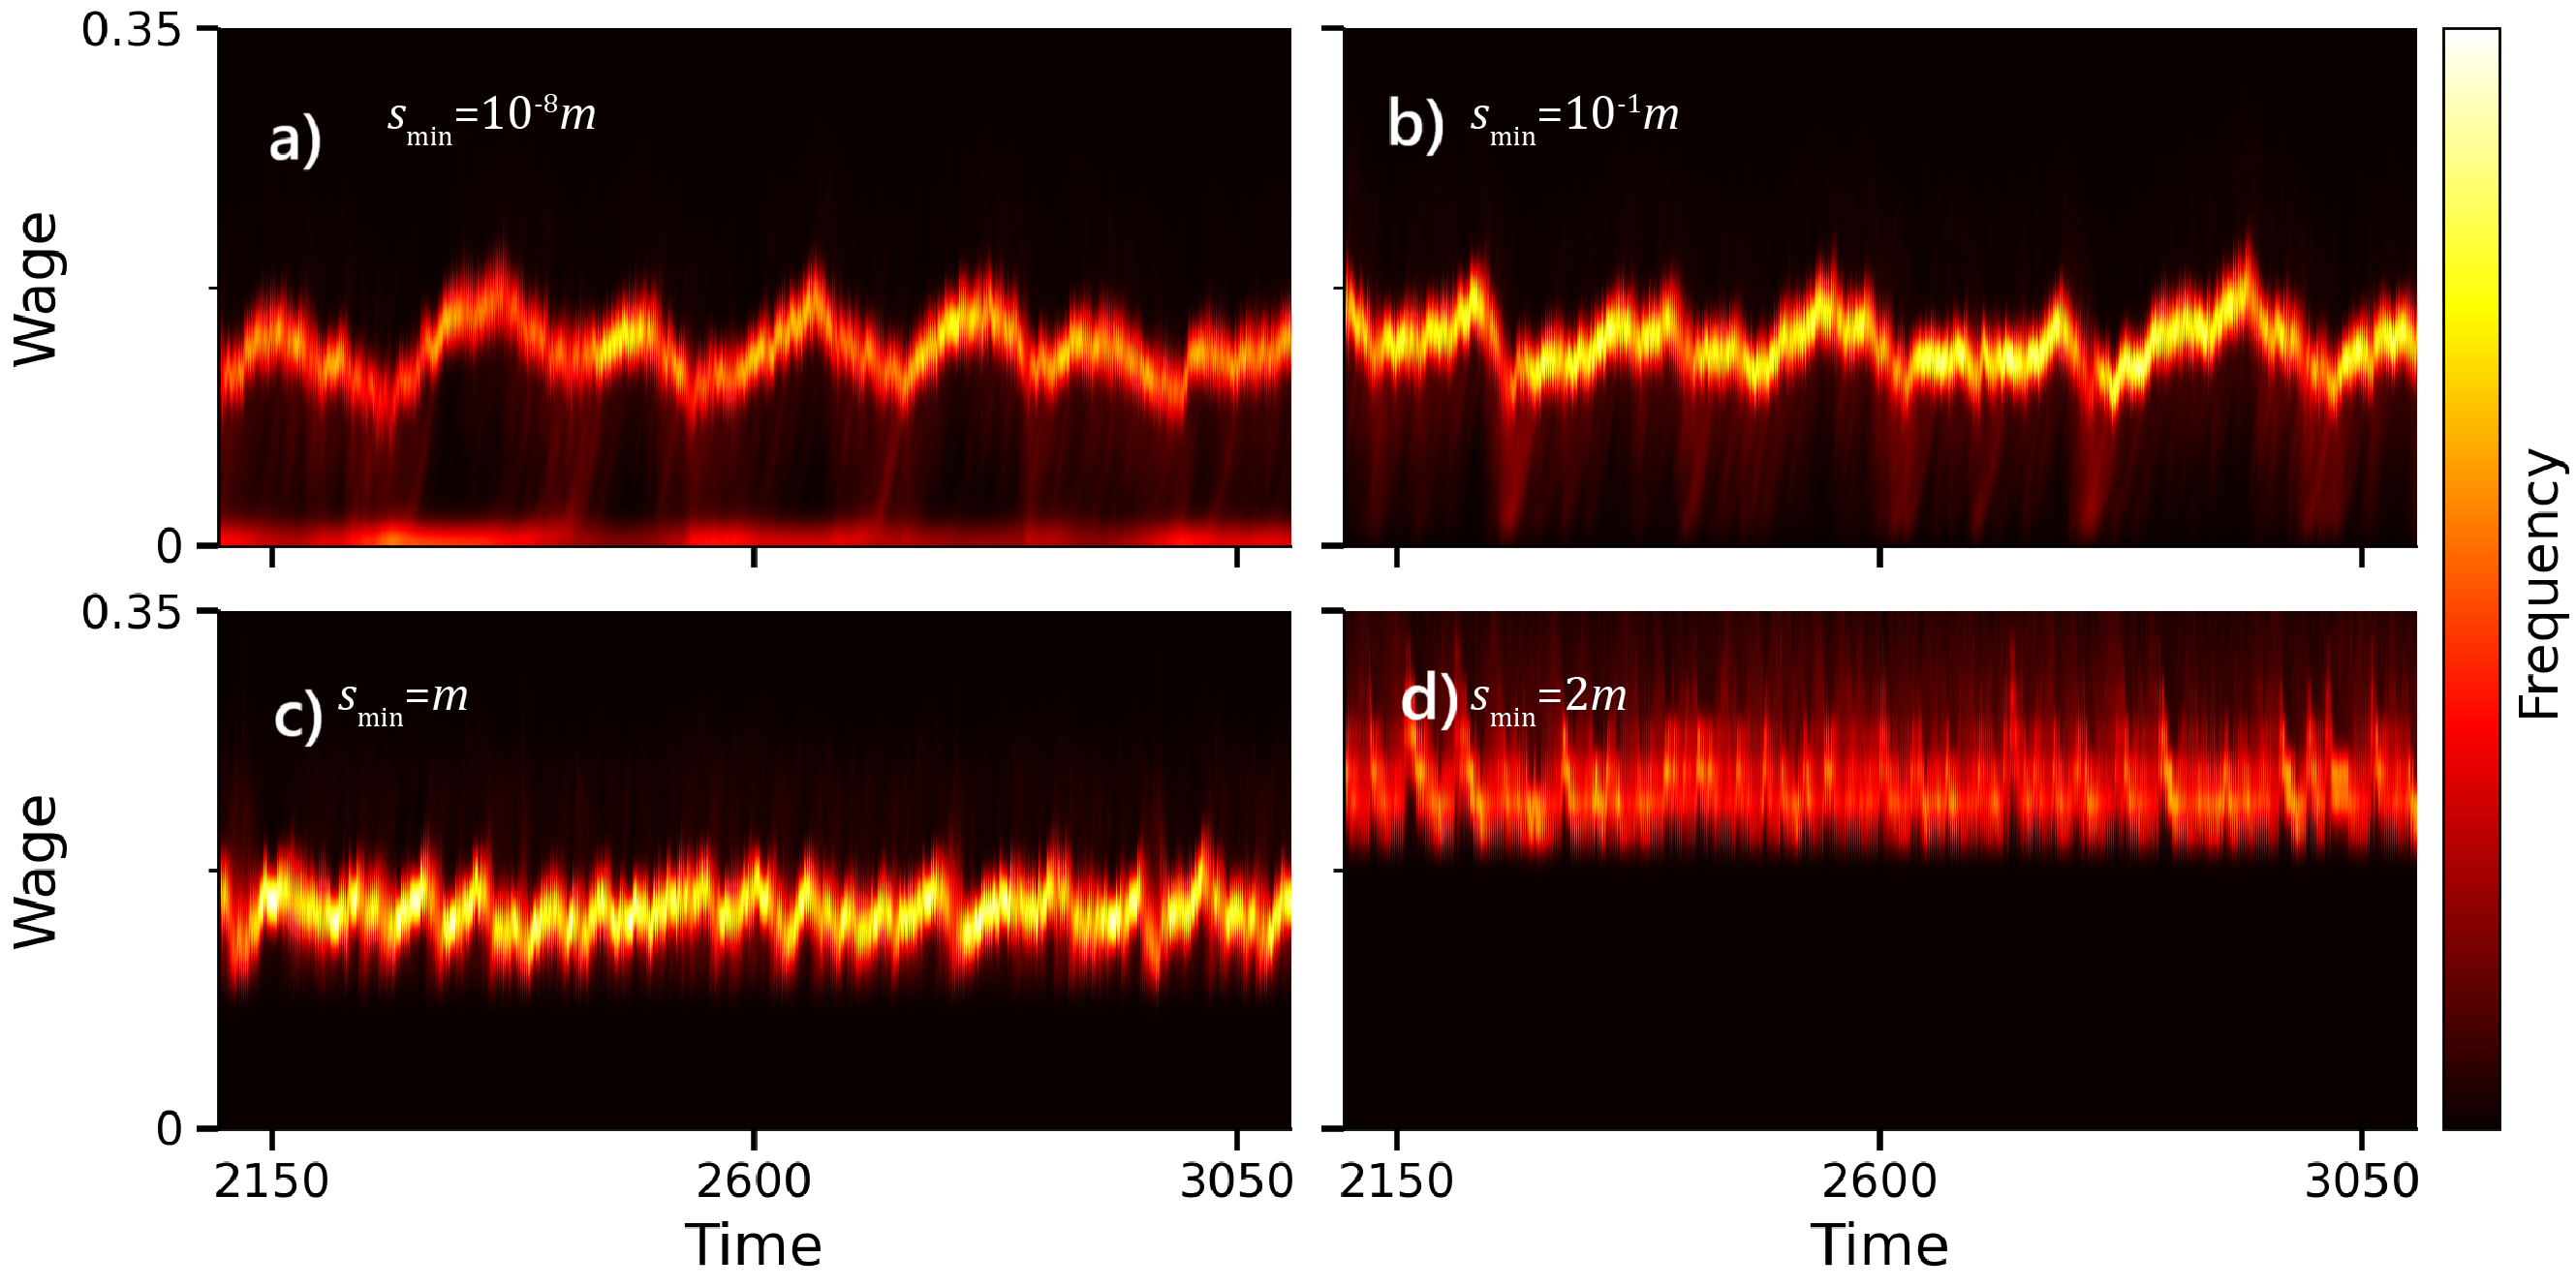 0.35
Wage
0
a) s_min=10^-8 m
b) s_min=10^-1 m
0.35
Wage
0
c) s_min=m
d) s_min=2m
Frequency
2150 2600 3050
2150 2600 3050
Time
Time